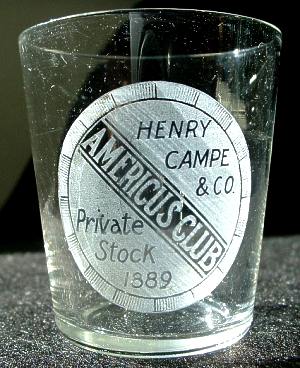 HENRY
CAMPE
& CO.
AMERICUS CLUB
Private
Stock
1889